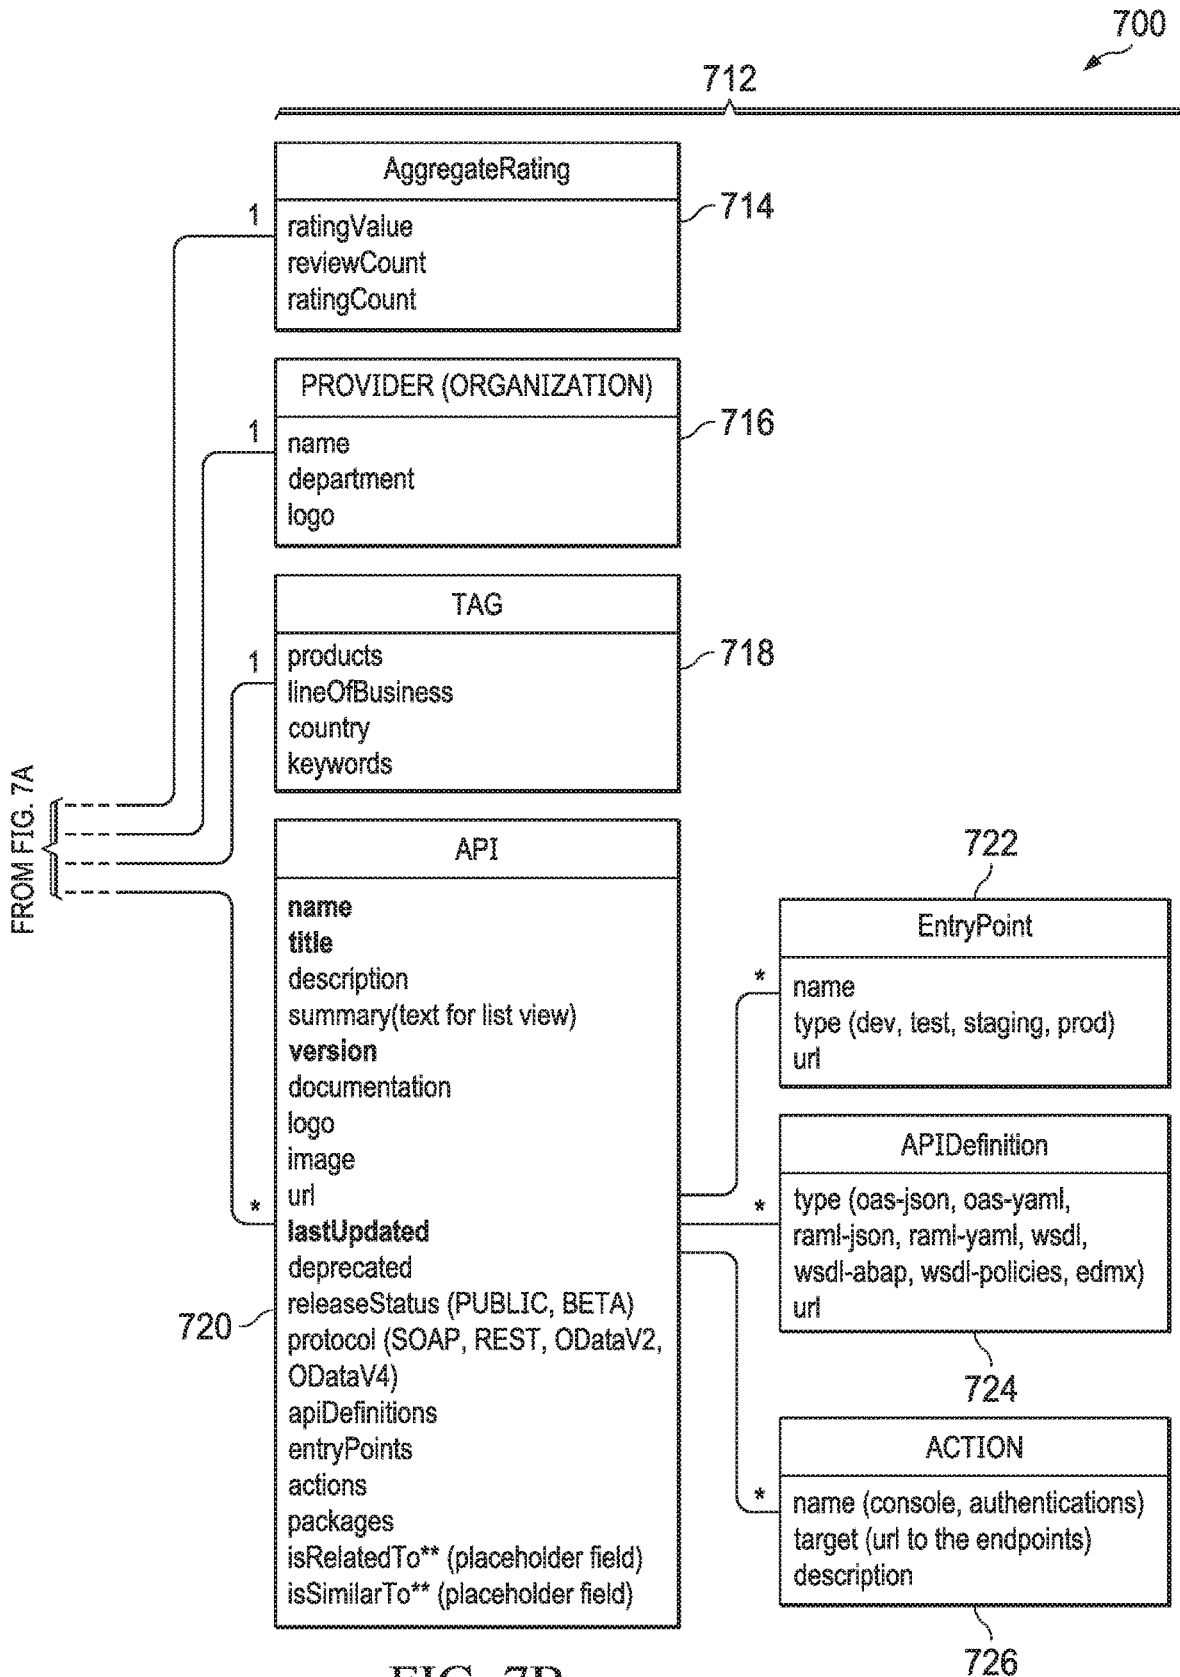 700
712
AggregateRating
1
714
ratingValue
reviewCount
ratingCount
PROVIDER (ORGANIZATION)
1
716
name
department
logo
TAG
1
718
products
lineOfBusiness
country
keywords
FROM FIG. 7A
API
name
title
description
summary(text for list view)
version
documentation
logo
image
url
*
lastUpdated
deprecated
releaseStatus (PUBLIC, BETA)
720
protocol (SOAP, REST, ODataV2,
ODataV4)
apiDefinitions
entryPoints
actions
packages
isRelatedTo** (placeholder field)
isSimilarTo** (placeholder field)
722
EntryPoint
*
name
type (dev, test, staging, prod)
url
APIDefinition
*
type (oas-json, oas-yaml,
raml-json, raml-yaml, wsdl,
wsdl-abap, wsdl-policies, edmx)
url
724
ACTION
*
name (console, authentications)
target (url to the endpoints)
description
726
FIG. 7B